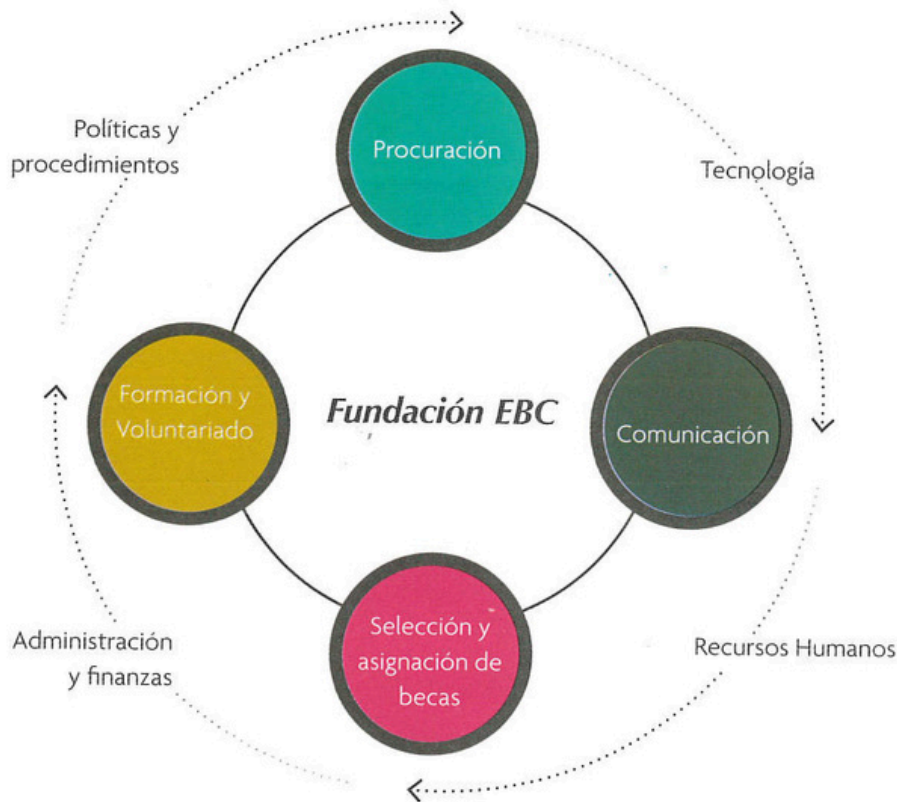 Políticas y
procedimientos
Procuración
Tecnología
Formación y
Voluntariado
Fundación EBC
Comunicación
Administración
y finanzas
Selección y
asignación de
becas
Recursos Humanos